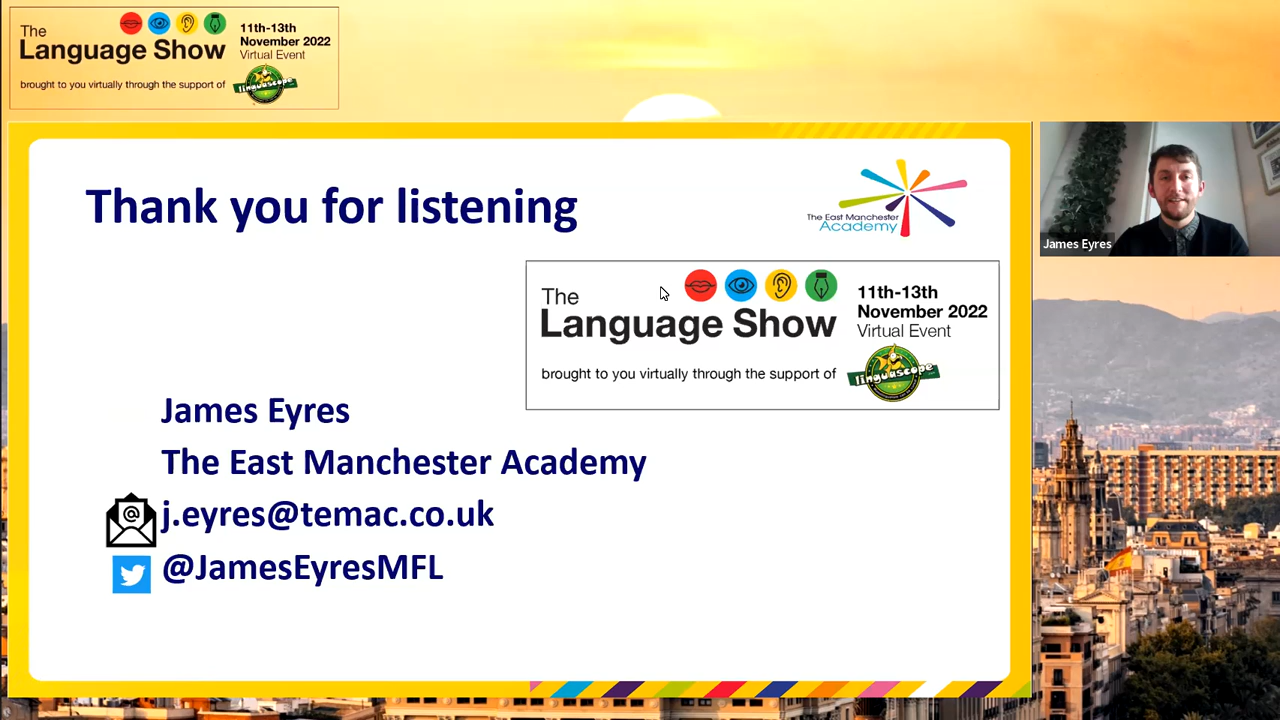 The
Language Show
11th-13th
November 2022
Virtual Event
brought to you virtually through the support of
linguascope
Thank you for listening
The East Manchester
Academy
James Eyres
The
Language Show
11th-13th
November 2022
Virtual Event
brought to you virtually through the support of
linguascope
James Eyres
The East Manchester Academy
@
j.eyres@temac.co.uk
@JamesEyresMFL